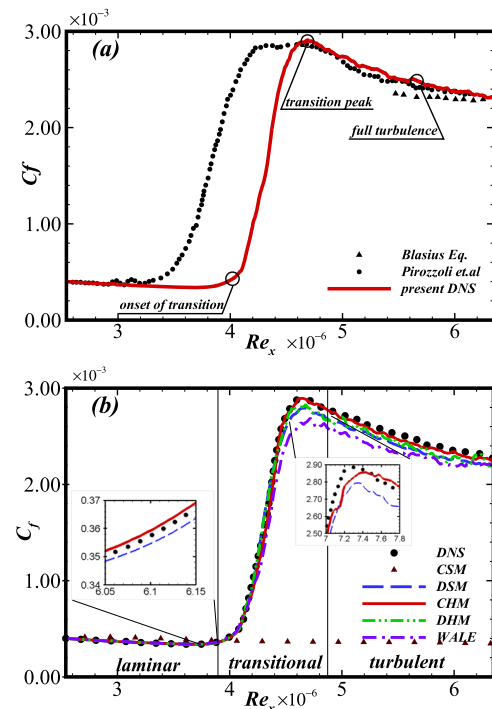 ×10⁻³
3.00
(a)
transition peak
2.00
full turbulence
Cf
1.00
Blasius Eq.
Pirozzoli et.al
onset of transition
present DNS
0.00
3 4 5 6
Reₓ ×10⁻⁶
×10⁻³
3.00
(b)
2.90
2.80
2.70
2.60
2.50
7 7.2 7.4 7.6 7.8
2.00
0.37
0.36
0.35
0.34
6.05 6.10 6.15
C_f
1.00
DNS
CSM
DSM
CHM
DHM
WALE
laminar transitional turbulent
0.00
3 4 5 6
Reₓ ×10⁻⁶